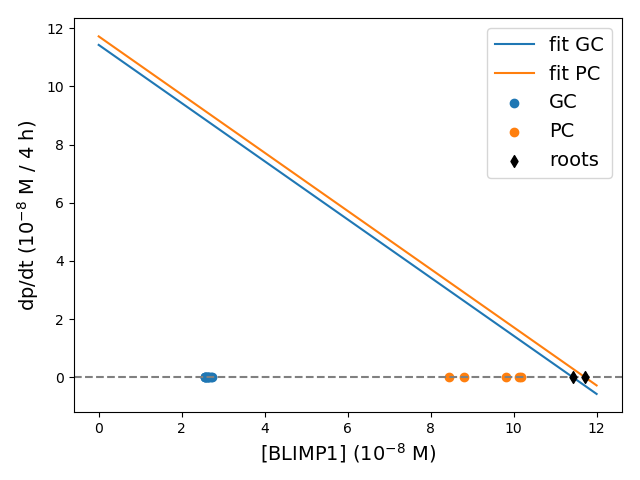 12
10
8
6
4
2
0
dp/dt (10⁻⁸ M / 4 h)
fit GC
fit PC
GC
PC
roots
0 2 4 6 8 10 12
[BLIMP1] (10⁻⁸ M)